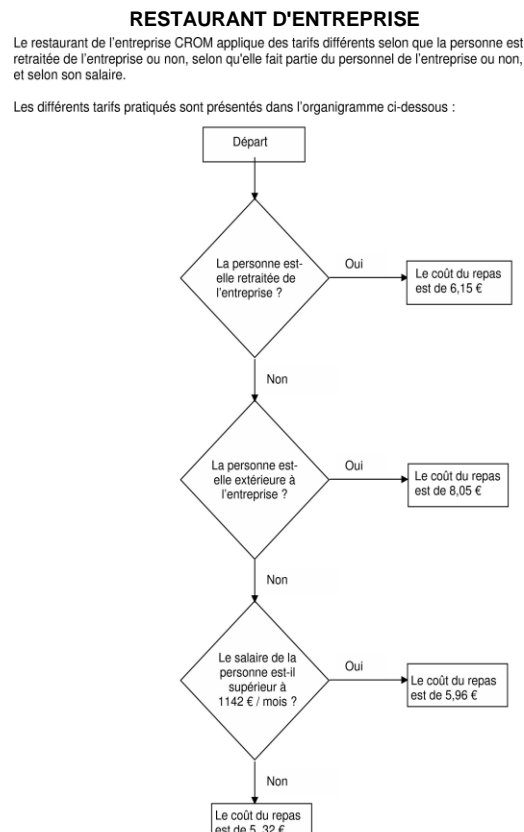 RESTAURANT D'ENTREPRISE
Le restaurant de l'entreprise CROM applique des tarifs différents selon que la personne est
retraitée de l'entreprise ou non, selon qu'elle fait partie du personnel de l'entreprise ou non,
et selon son salaire.
Les différents tarifs pratiqués sont présentés dans l'organigramme ci-dessous :
Départ
La personne est-
elle retraitée de
l'entreprise ?
Oui
Le coût du repas
est de 6,15 €
Non
La personne est-
elle extérieure à
l'entreprise ?
Oui
Le coût du repas
est de 8,05 €
Non
Le salaire de la
personne est-il
supérieur à
1142 € / mois ?
Oui
Le coût du repas
est de 5,96 €
Non
Le coût du repas
est de 5, 32 €